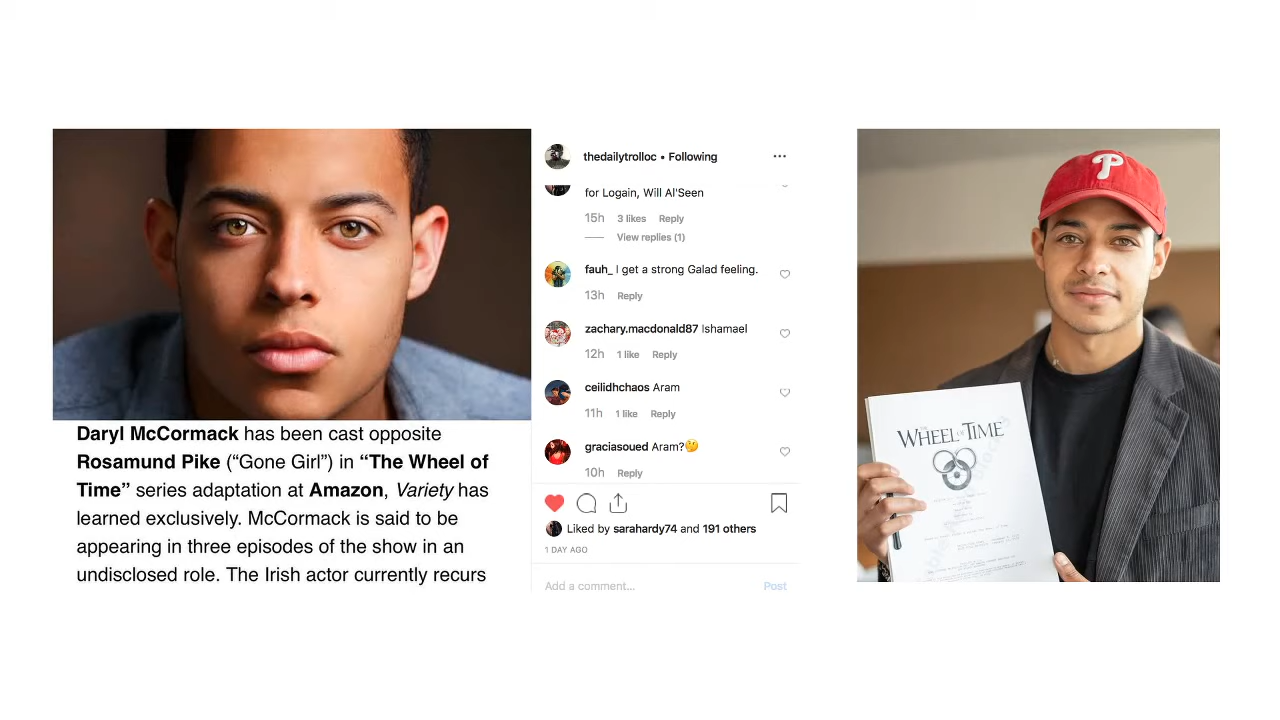 Daryl McCormack has been cast opposite
Rosamund Pike (“Gone Girl”) in “The Wheel of
Time” series adaptation at Amazon, Variety has
learned exclusively. McCormack is said to be
appearing in three episodes of the show in an
undisclosed role. The Irish actor currently recurs
thedailytrolloc • Following
for Logain, Will Al'Seen
15h 3 likes Reply
View replies (1)
fauh_ I get a strong Galad feeling.
13h Reply
zachary.macdonald87 Ishamael
12h 1 like Reply
ceilidhchaos Aram
11h 1 like Reply
graciasoued Aram?🤔
10h Reply
Liked by sarahardy74 and 191 others
1 DAY AGO
Add a comment... Post
P
THE WHEEL OF TIME